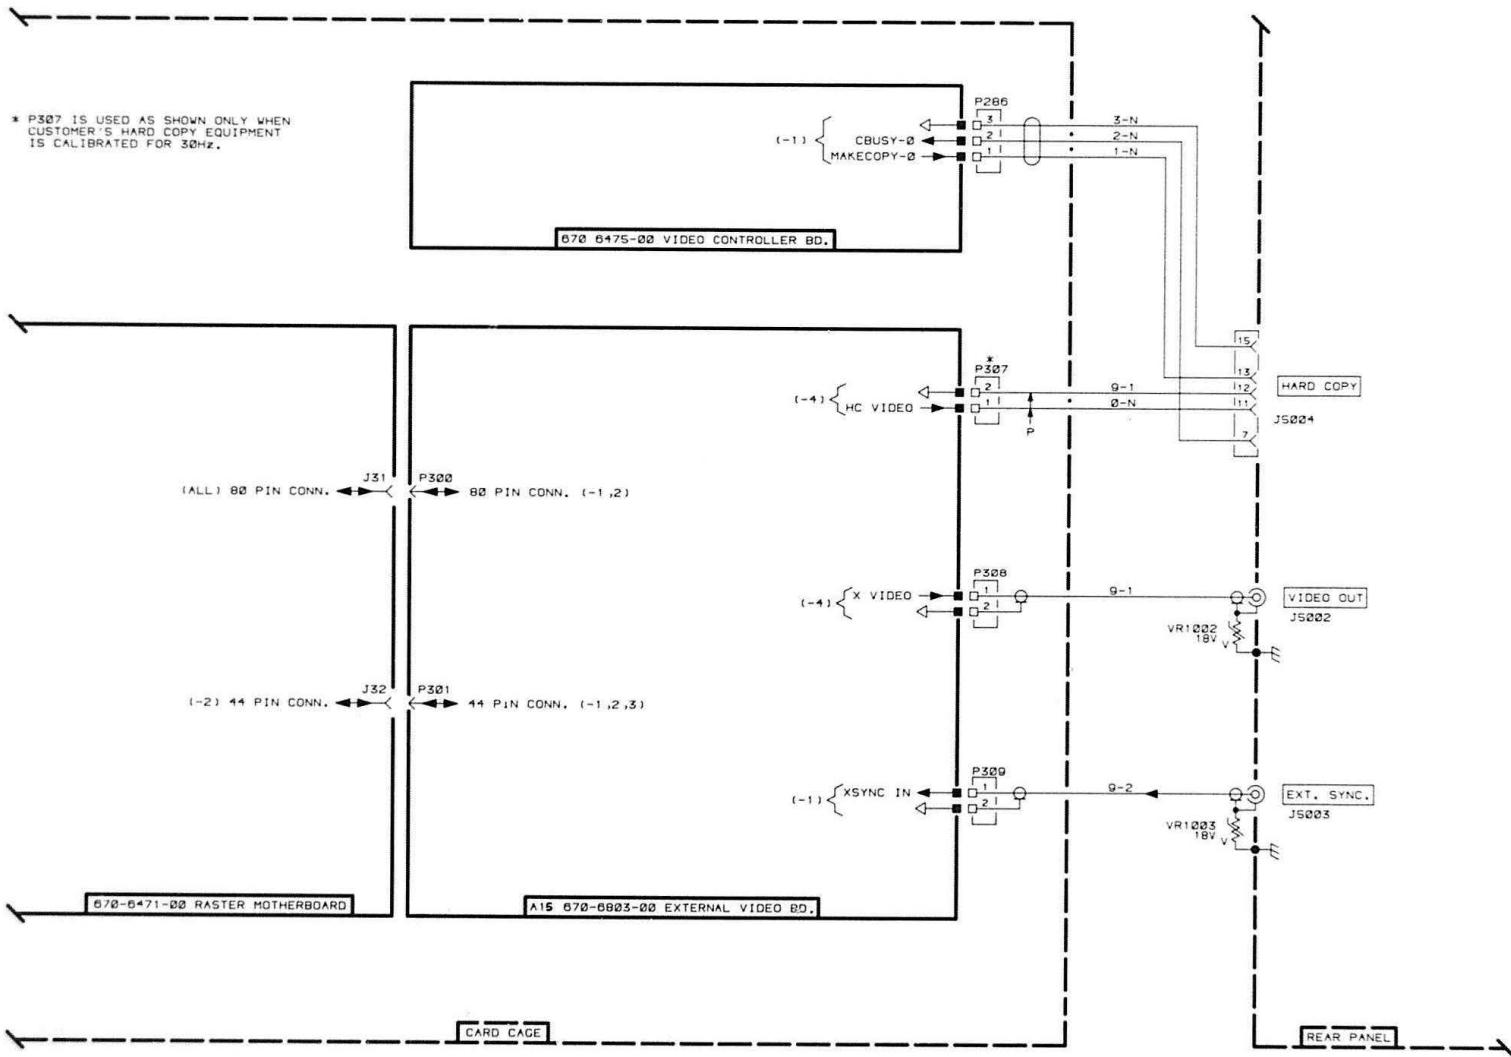 * P307 IS USED AS SHOWN ONLY WHEN
CUSTOMER'S HARD COPY EQUIPMENT
IS CALIBRATED FOR 30Hz.
P286
3
2
1
(-1)
CBUSY-0
MAKECOPY-0
3-N
2-N
1-N
670 6475-00 VIDEO CONTROLLER BD.
*
P307
2
1
(-4)
HC VIDEO
9-1
0-N
P
15
13
12
11
7
HARD COPY
J5004
(ALL) 80 PIN CONN.
J31
P300
80 PIN CONN. (-1,2)
P308
1
2
(-4)
X VIDEO
9-1
VIDEO OUT
J5002
VR1002
18V
V
(-2) 44 PIN CONN.
J32
P301
44 PIN CONN. (-1,2,3)
P309
1
2
(-1)
XSYNC IN
9-2
EXT. SYNC.
J5003
VR1003
18V
V
670-6471-00 RASTER MOTHERBOARD
A15 670-6803-00 EXTERNAL VIDEO BD.
CARD CAGE
REAR PANEL